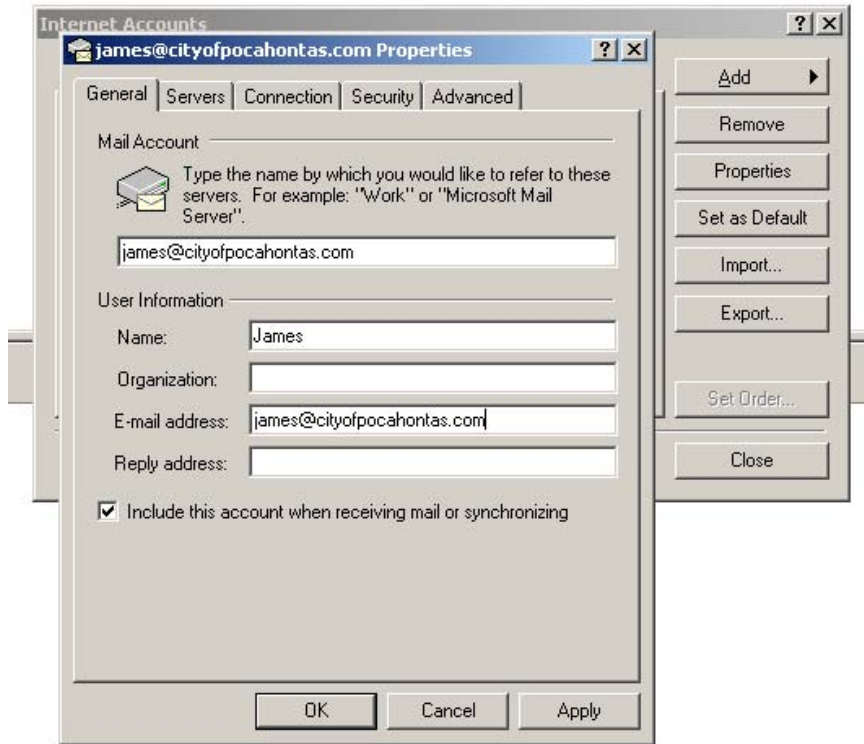 Internet Accounts
james@cityofpocahontas.com Properties
General Servers Connection Security Advanced
Mail Account
Type the name by which you would like to refer to these
servers. For example: "Work" or "Microsoft Mail
Server".
james@cityofpocahontas.com
User Information
Name: James
Organization:
E-mail address: james@cityofpocahontas.com
Reply address:
Include this account when receiving mail or synchronizing
OK Cancel Apply
Add
Remove
Properties
Set as Default
Import...
Export...
Set Order...
Close